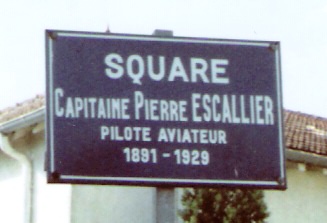 SQUARE
CAPITAINE PIERRE ESCALLIER
PILOTE AVIATEUR
1891 - 1929